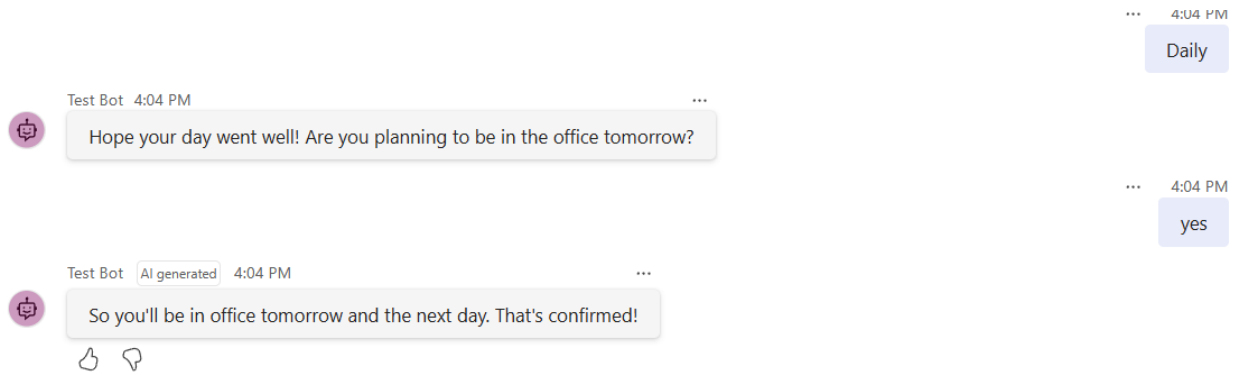 4:04 PM
Daily
Test Bot 4:04 PM
Hope your day went well! Are you planning to be in the office tomorrow?
4:04 PM
yes
Test Bot AI generated 4:04 PM
So you'll be in office tomorrow and the next day. That's confirmed!